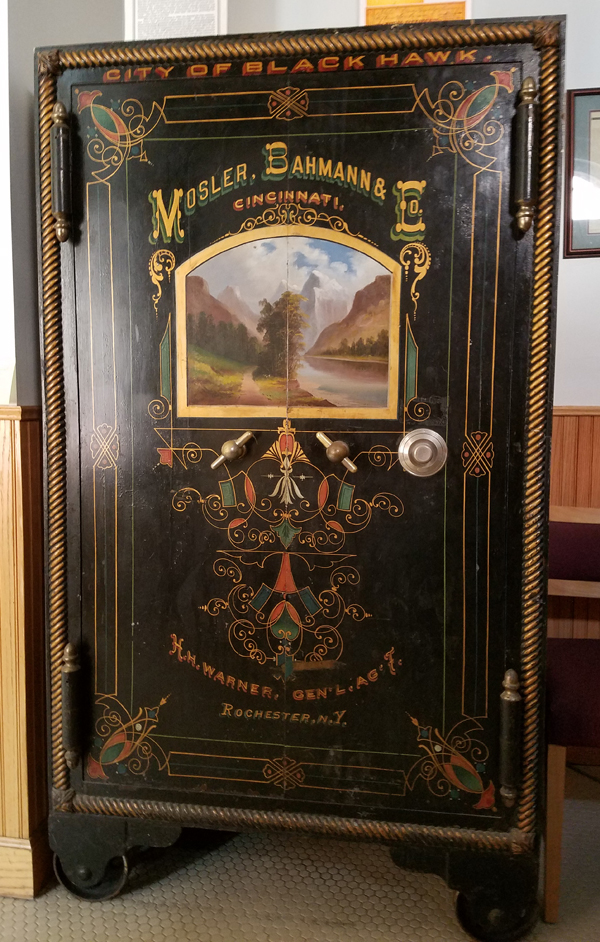 CITY OF BLACK HAWK.
MOSLER, BAHMANN & CO.
CINCINNATI,
H.H. WARNER, GEN'L. AG'T.
ROCHESTER, N.Y.